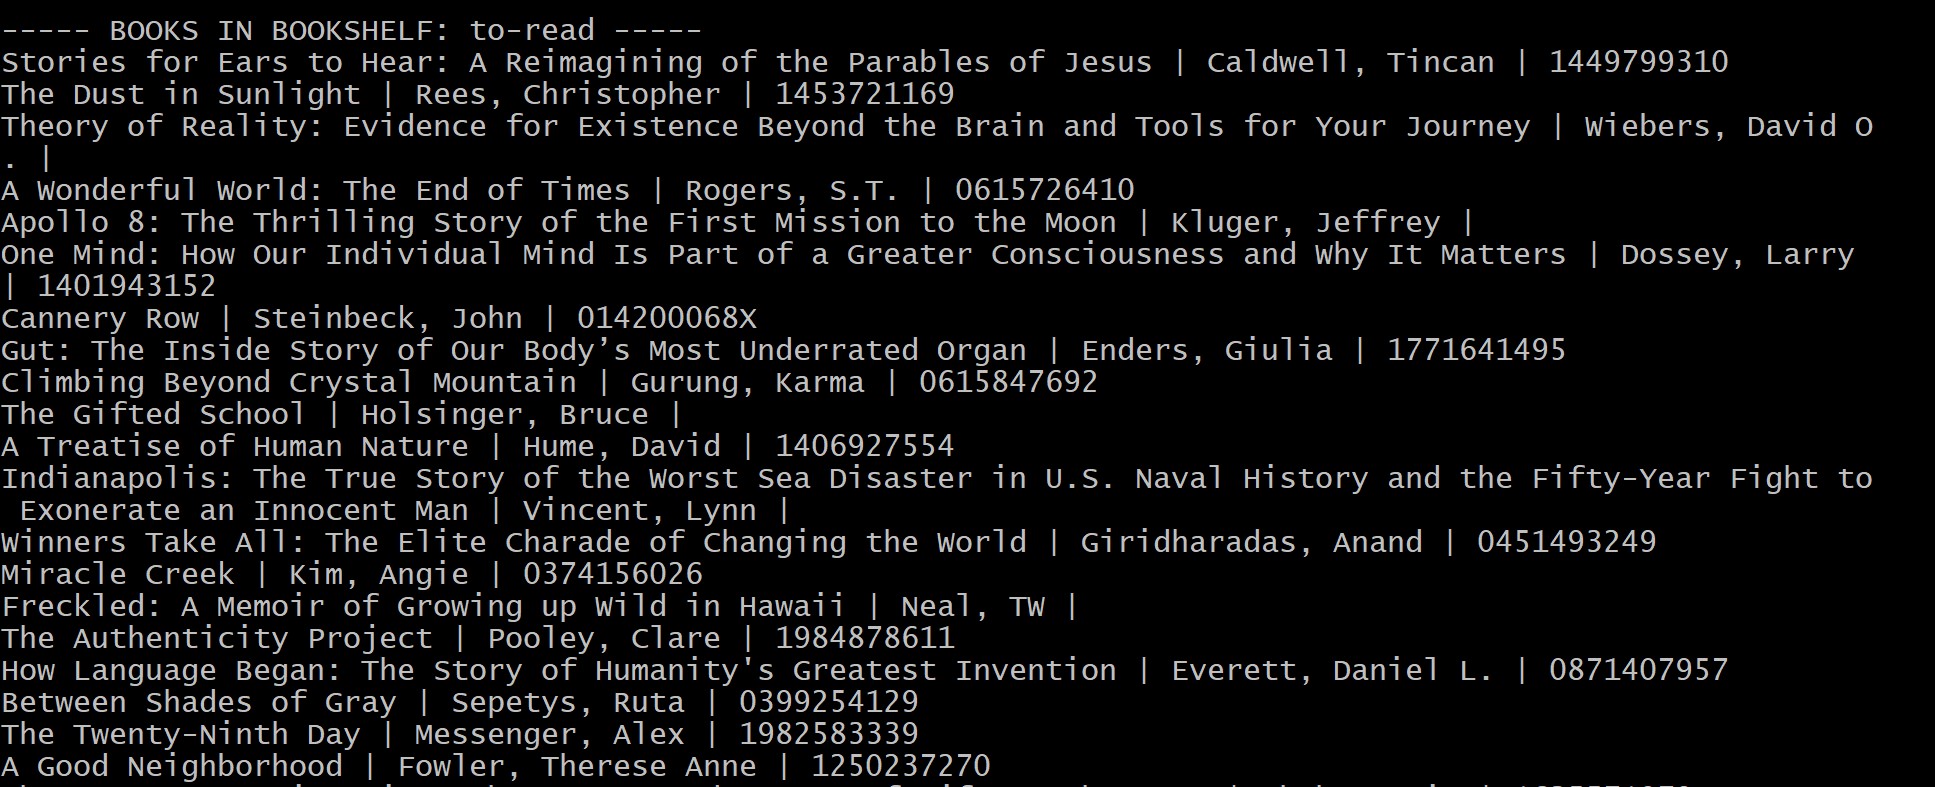 ----- BOOKS IN BOOKSHELF: to-read -----
Stories for Ears to Hear: A Reimagining of the Parables of Jesus | Caldwell, Tincan | 1449799310
The Dust in Sunlight | Rees, Christopher | 1453721169
Theory of Reality: Evidence for Existence Beyond the Brain and Tools for Your Journey | Wiebers, David O
. |
A Wonderful World: The End of Times | Rogers, S.T. | 0615726410
Apollo 8: The Thrilling Story of the First Mission to the Moon | Kluger, Jeffrey |
One Mind: How Our Individual Mind Is Part of a Greater Consciousness and Why It Matters | Dossey, Larry
| 1401943152
Cannery Row | Steinbeck, John | 014200068X
Gut: The Inside Story of Our Body’s Most Underrated Organ | Enders, Giulia | 1771641495
Climbing Beyond Crystal Mountain | Gurung, Karma | 0615847692
The Gifted School | Holsinger, Bruce |
A Treatise of Human Nature | Hume, David | 1406927554
Indianapolis: The True Story of the Worst Sea Disaster in U.S. Naval History and the Fifty-Year Fight to
 Exonerate an Innocent Man | Vincent, Lynn |
Winners Take All: The Elite Charade of Changing the World | Giridharadas, Anand | 0451493249
Miracle Creek | Kim, Angie | 0374156026
Freckled: A Memoir of Growing up Wild in Hawaii | Neal, TW |
The Authenticity Project | Pooley, Clare | 1984878611
How Language Began: The Story of Humanity's Greatest Invention | Everett, Daniel L. | 0871407957
Between Shades of Gray | Sepetys, Ruta | 0399254129
The Twenty-Ninth Day | Messenger, Alex | 1982583339
A Good Neighborhood | Fowler, Therese Anne | 1250237270